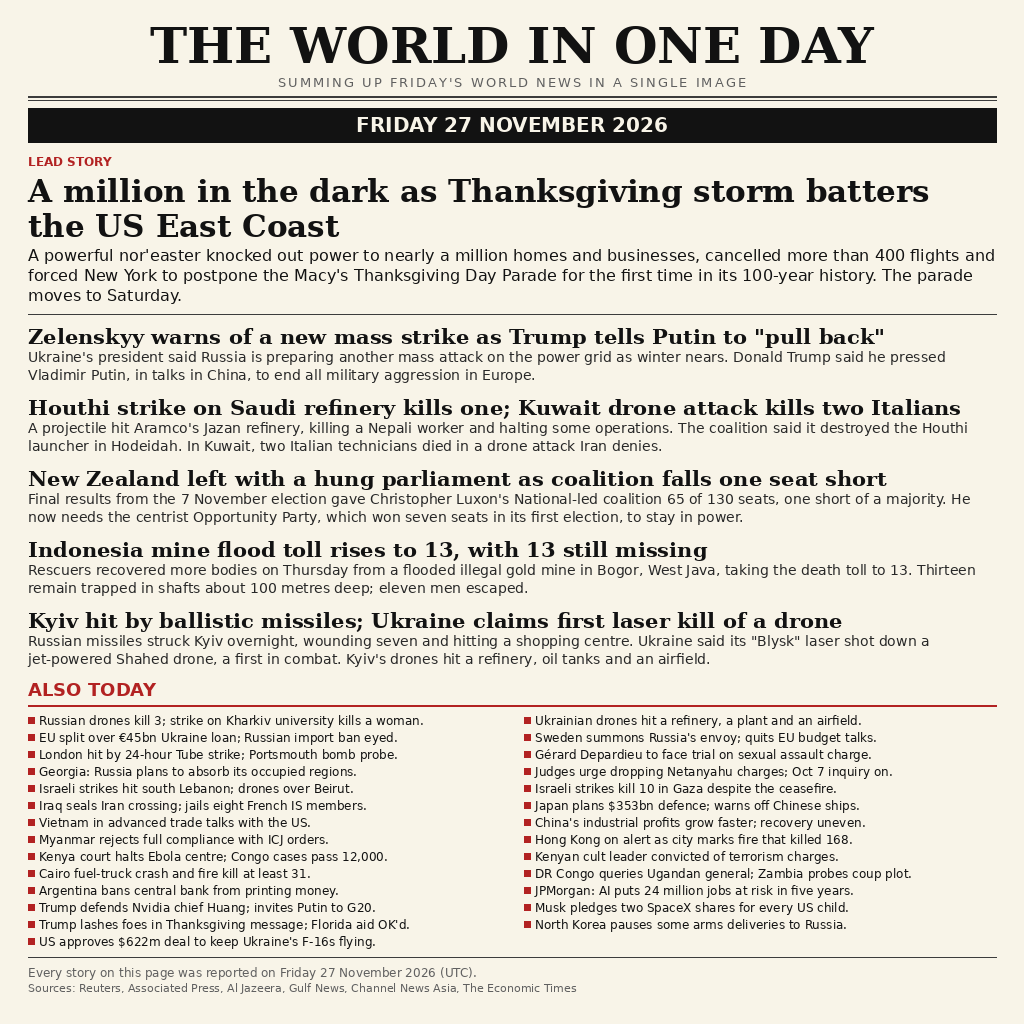 THE WORLD IN ONE DAY
SUMMING UP FRIDAY'S WORLD NEWS IN A SINGLE IMAGE
FRIDAY 27 NOVEMBER 2026
LEAD STORY
A million in the dark as Thanksgiving storm batters
the US East Coast
A powerful nor'easter knocked out power to nearly a million homes and businesses, cancelled more than 400 flights and
forced New York to postpone the Macy's Thanksgiving Day Parade for the first time in its 100-year history. The parade
moves to Saturday.
Zelenskyy warns of a new mass strike as Trump tells Putin to "pull back"
Ukraine's president said Russia is preparing another mass attack on the power grid as winter nears. Donald Trump said he pressed
Vladimir Putin, in talks in China, to end all military aggression in Europe.
Houthi strike on Saudi refinery kills one; Kuwait drone attack kills two Italians
A projectile hit Aramco's Jazan refinery, killing a Nepali worker and halting some operations. The coalition said it destroyed the Houthi
launcher in Hodeidah. In Kuwait, two Italian technicians died in a drone attack Iran denies.
New Zealand left with a hung parliament as coalition falls one seat short
Final results from the 7 November election gave Christopher Luxon's National-led coalition 65 of 130 seats, one short of a majority. He
now needs the centrist Opportunity Party, which won seven seats in its first election, to stay in power.
Indonesia mine flood toll rises to 13, with 13 still missing
Rescuers recovered more bodies on Thursday from a flooded illegal gold mine in Bogor, West Java, taking the death toll to 13. Thirteen
remain trapped in shafts about 100 metres deep; eleven men escaped.
Kyiv hit by ballistic missiles; Ukraine claims first laser kill of a drone
Russian missiles struck Kyiv overnight, wounding seven and hitting a shopping centre. Ukraine said its "Blysk" laser shot down a
jet-powered Shahed drone, a first in combat. Kyiv's drones hit a refinery, oil tanks and an airfield.
ALSO TODAY
Russian drones kill 3; strike on Kharkiv university kills a woman.
EU split over €45bn Ukraine loan; Russian import ban eyed.
London hit by 24-hour Tube strike; Portsmouth bomb probe.
Georgia: Russia plans to absorb its occupied regions.
Israeli strikes hit south Lebanon; drones over Beirut.
Iraq seals Iran crossing; jails eight French IS members.
Vietnam in advanced trade talks with the US.
Myanmar rejects full compliance with ICJ orders.
Kenya court halts Ebola centre; Congo cases pass 12,000.
Cairo fuel-truck crash and fire kill at least 31.
Argentina bans central bank from printing money.
Trump defends Nvidia chief Huang; invites Putin to G20.
Trump lashes foes in Thanksgiving message; Florida aid OK'd.
US approves $622m deal to keep Ukraine's F-16s flying.
Ukrainian drones hit a refinery, a plant and an airfield.
Sweden summons Russia's envoy; quits EU budget talks.
Gérard Depardieu to face trial on sexual assault charge.
Judges urge dropping Netanyahu charges; Oct 7 inquiry on.
Israeli strikes kill 10 in Gaza despite the ceasefire.
Japan plans $353bn defence; warns off Chinese ships.
China's industrial profits grow faster; recovery uneven.
Hong Kong on alert as city marks fire that killed 168.
Kenyan cult leader convicted of terrorism charges.
DR Congo queries Ugandan general; Zambia probes coup plot.
JPMorgan: AI puts 24 million jobs at risk in five years.
Musk pledges two SpaceX shares for every US child.
North Korea pauses some arms deliveries to Russia.
Every story on this page was reported on Friday 27 November 2026 (UTC).
Sources: Reuters, Associated Press, Al Jazeera, Gulf News, Channel News Asia, The Economic Times